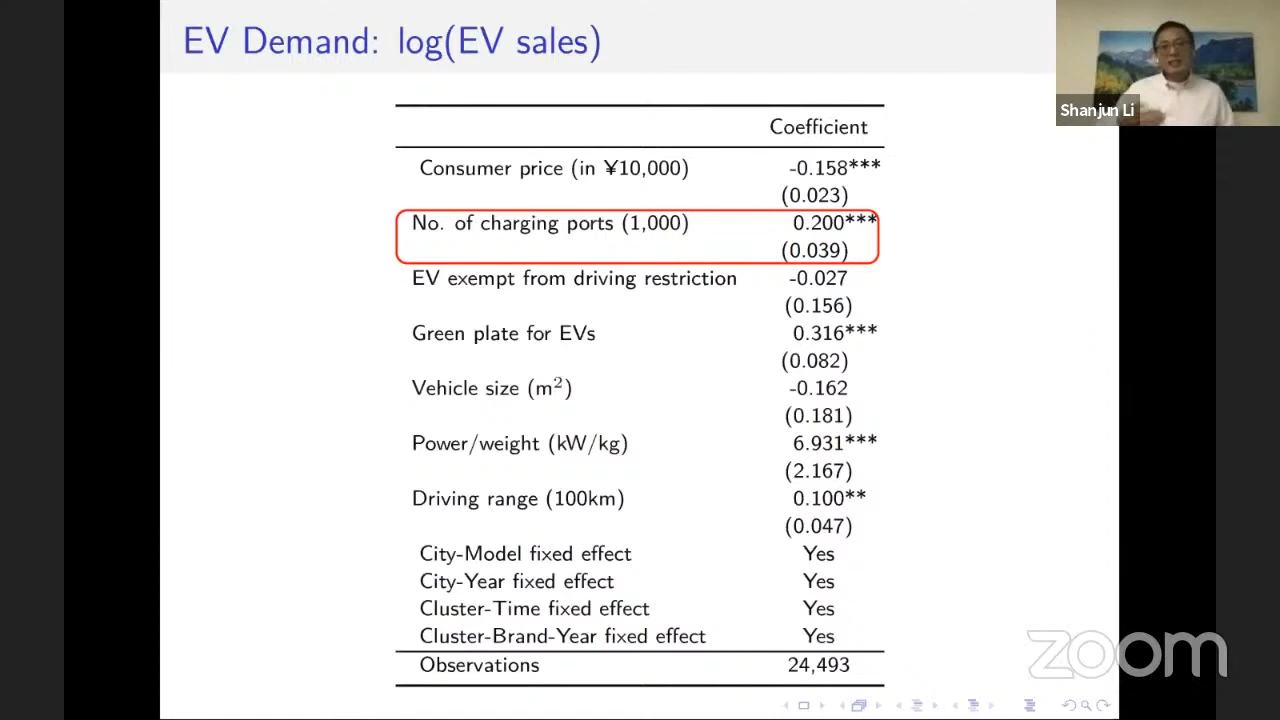 EV Demand: log(EV sales)
Shanjun Li
Coefficient
Consumer price (in ¥10,000) -0.158***
(0.023)
No. of charging ports (1,000) 0.200***
(0.039)
EV exempt from driving restriction -0.027
(0.156)
Green plate for EVs 0.316***
(0.082)
Vehicle size (m²) -0.162
(0.181)
Power/weight (kW/kg) 6.931***
(2.167)
Driving range (100km) 0.100**
(0.047)
City-Model fixed effect Yes
City-Year fixed effect Yes
Cluster-Time fixed effect Yes
Cluster-Brand-Year fixed effect Yes
Observations 24,493
zoom